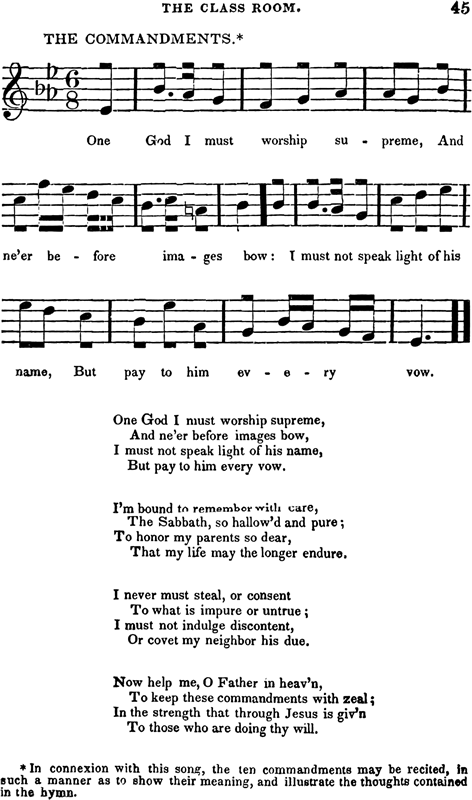 THE CLASS ROOM. 45
THE COMMANDMENTS.*
6
8
One God I must worship su - preme, And
ne'er be - fore ima - ges bow: I must not speak light of his
name, But pay to him ev - e - ry vow.
One God I must worship supreme,
And ne'er before images bow,
I must not speak light of his name,
But pay to him every vow.
I'm bound to remember with care,
The Sabbath, so hallow'd and pure;
To honor my parents so dear,
That my life may the longer endure.
I never must steal, or consent
To what is impure or untrue;
I must not indulge discontent,
Or covet my neighbor his due.
Now help me, O Father in heav'n,
To keep these commandments with zeal;
In the strength that through Jesus is giv'n
To those who are doing thy will.
*In connexion with this song, the ten commandments may be recited, in
such a manner as to show their meaning, and illustrate the thoughts contained
in the hymn.